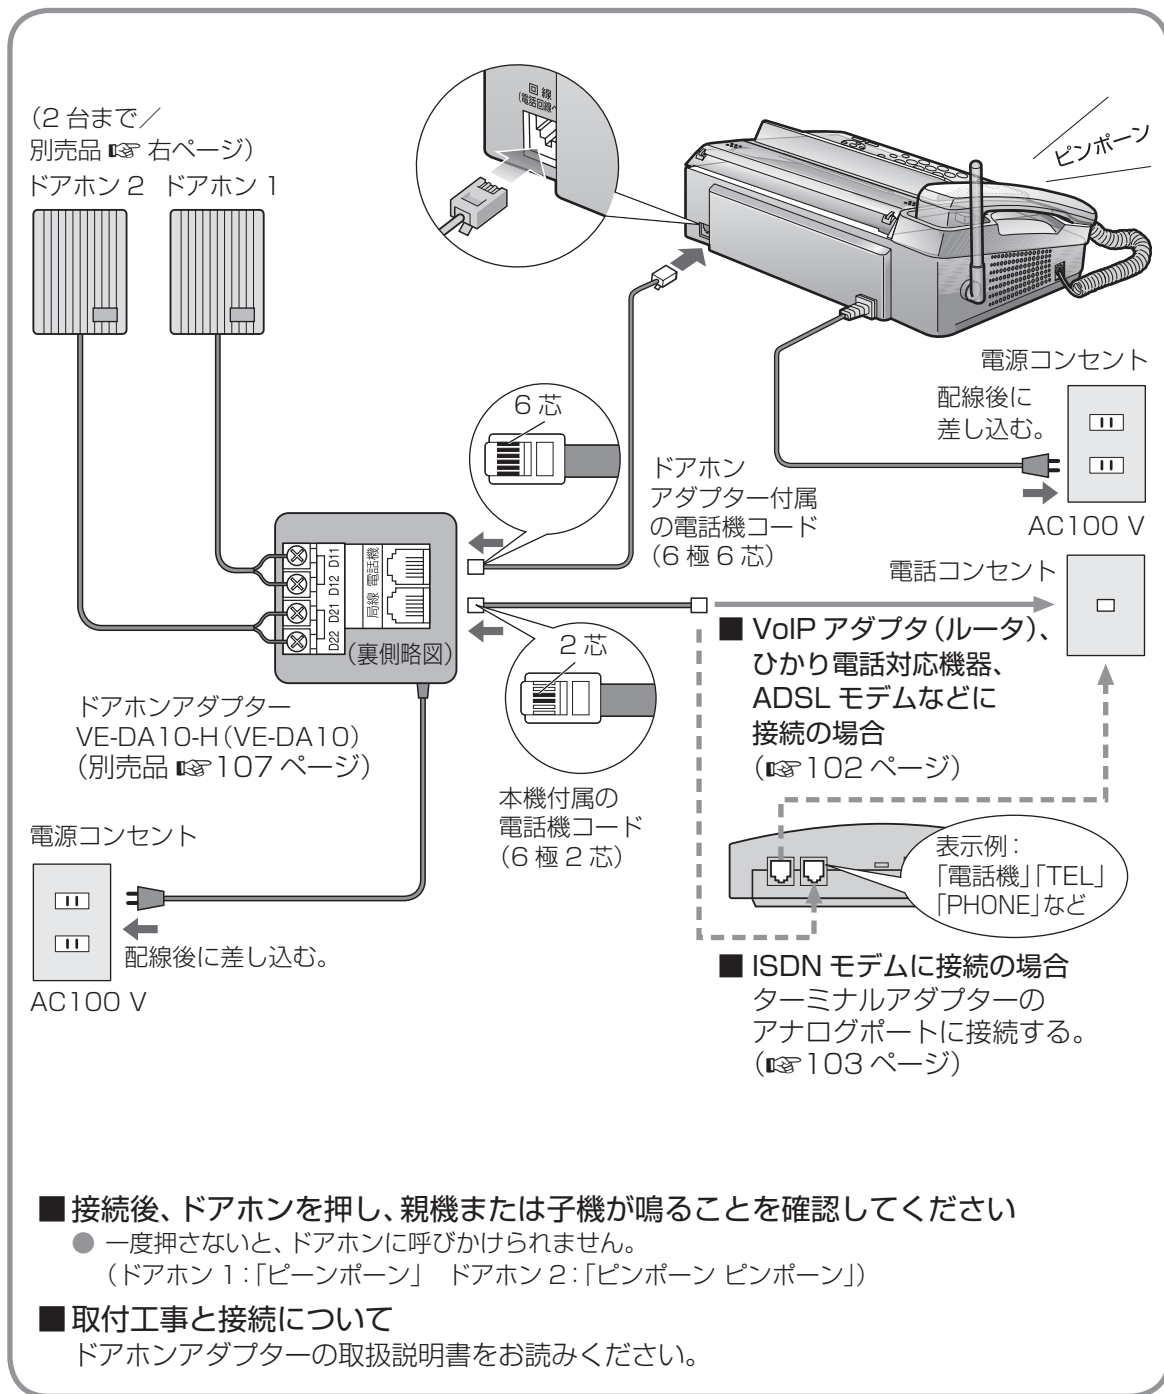 回 線
(電話回線へ
ピンポーン
(2 台まで／
別売品 ☞ 右ページ)
ドアホン 2 ドアホン 1
電源コンセント
配線後に
差し込む。
AC100 V
6 芯
ドアホン
アダプター付属
の電話機コード
(6 極 6 芯)
電話コンセント
D11
D12
D21
D22
電話機
局線
(裏側略図)
2 芯
■ VoIP アダプタ (ルータ)、
ひかり電話対応機器、
ADSL モデムなどに
接続の場合
(☞102 ページ)
ドアホンアダプター
VE-DA10-H (VE-DA10)
(別売品 ☞107 ページ)
本機付属の
電話機コード
(6 極 2 芯)
電源コンセント
配線後に差し込む。
AC100 V
表示例：
「電話機」「TEL」
「PHONE」など
■ ISDN モデムに接続の場合
ターミナルアダプターの
アナログポートに接続する。
(☞103 ページ)
■ 接続後、ドアホンを押し、親機または子機が鳴ることを確認してください
● 一度押さないと、ドアホンに呼びかけられません。
(ドアホン 1：「ピーンポーン」 ドアホン 2：「ピンポーン ピンポーン」)
■ 取付工事と接続について
ドアホンアダプターの取扱説明書をお読みください。